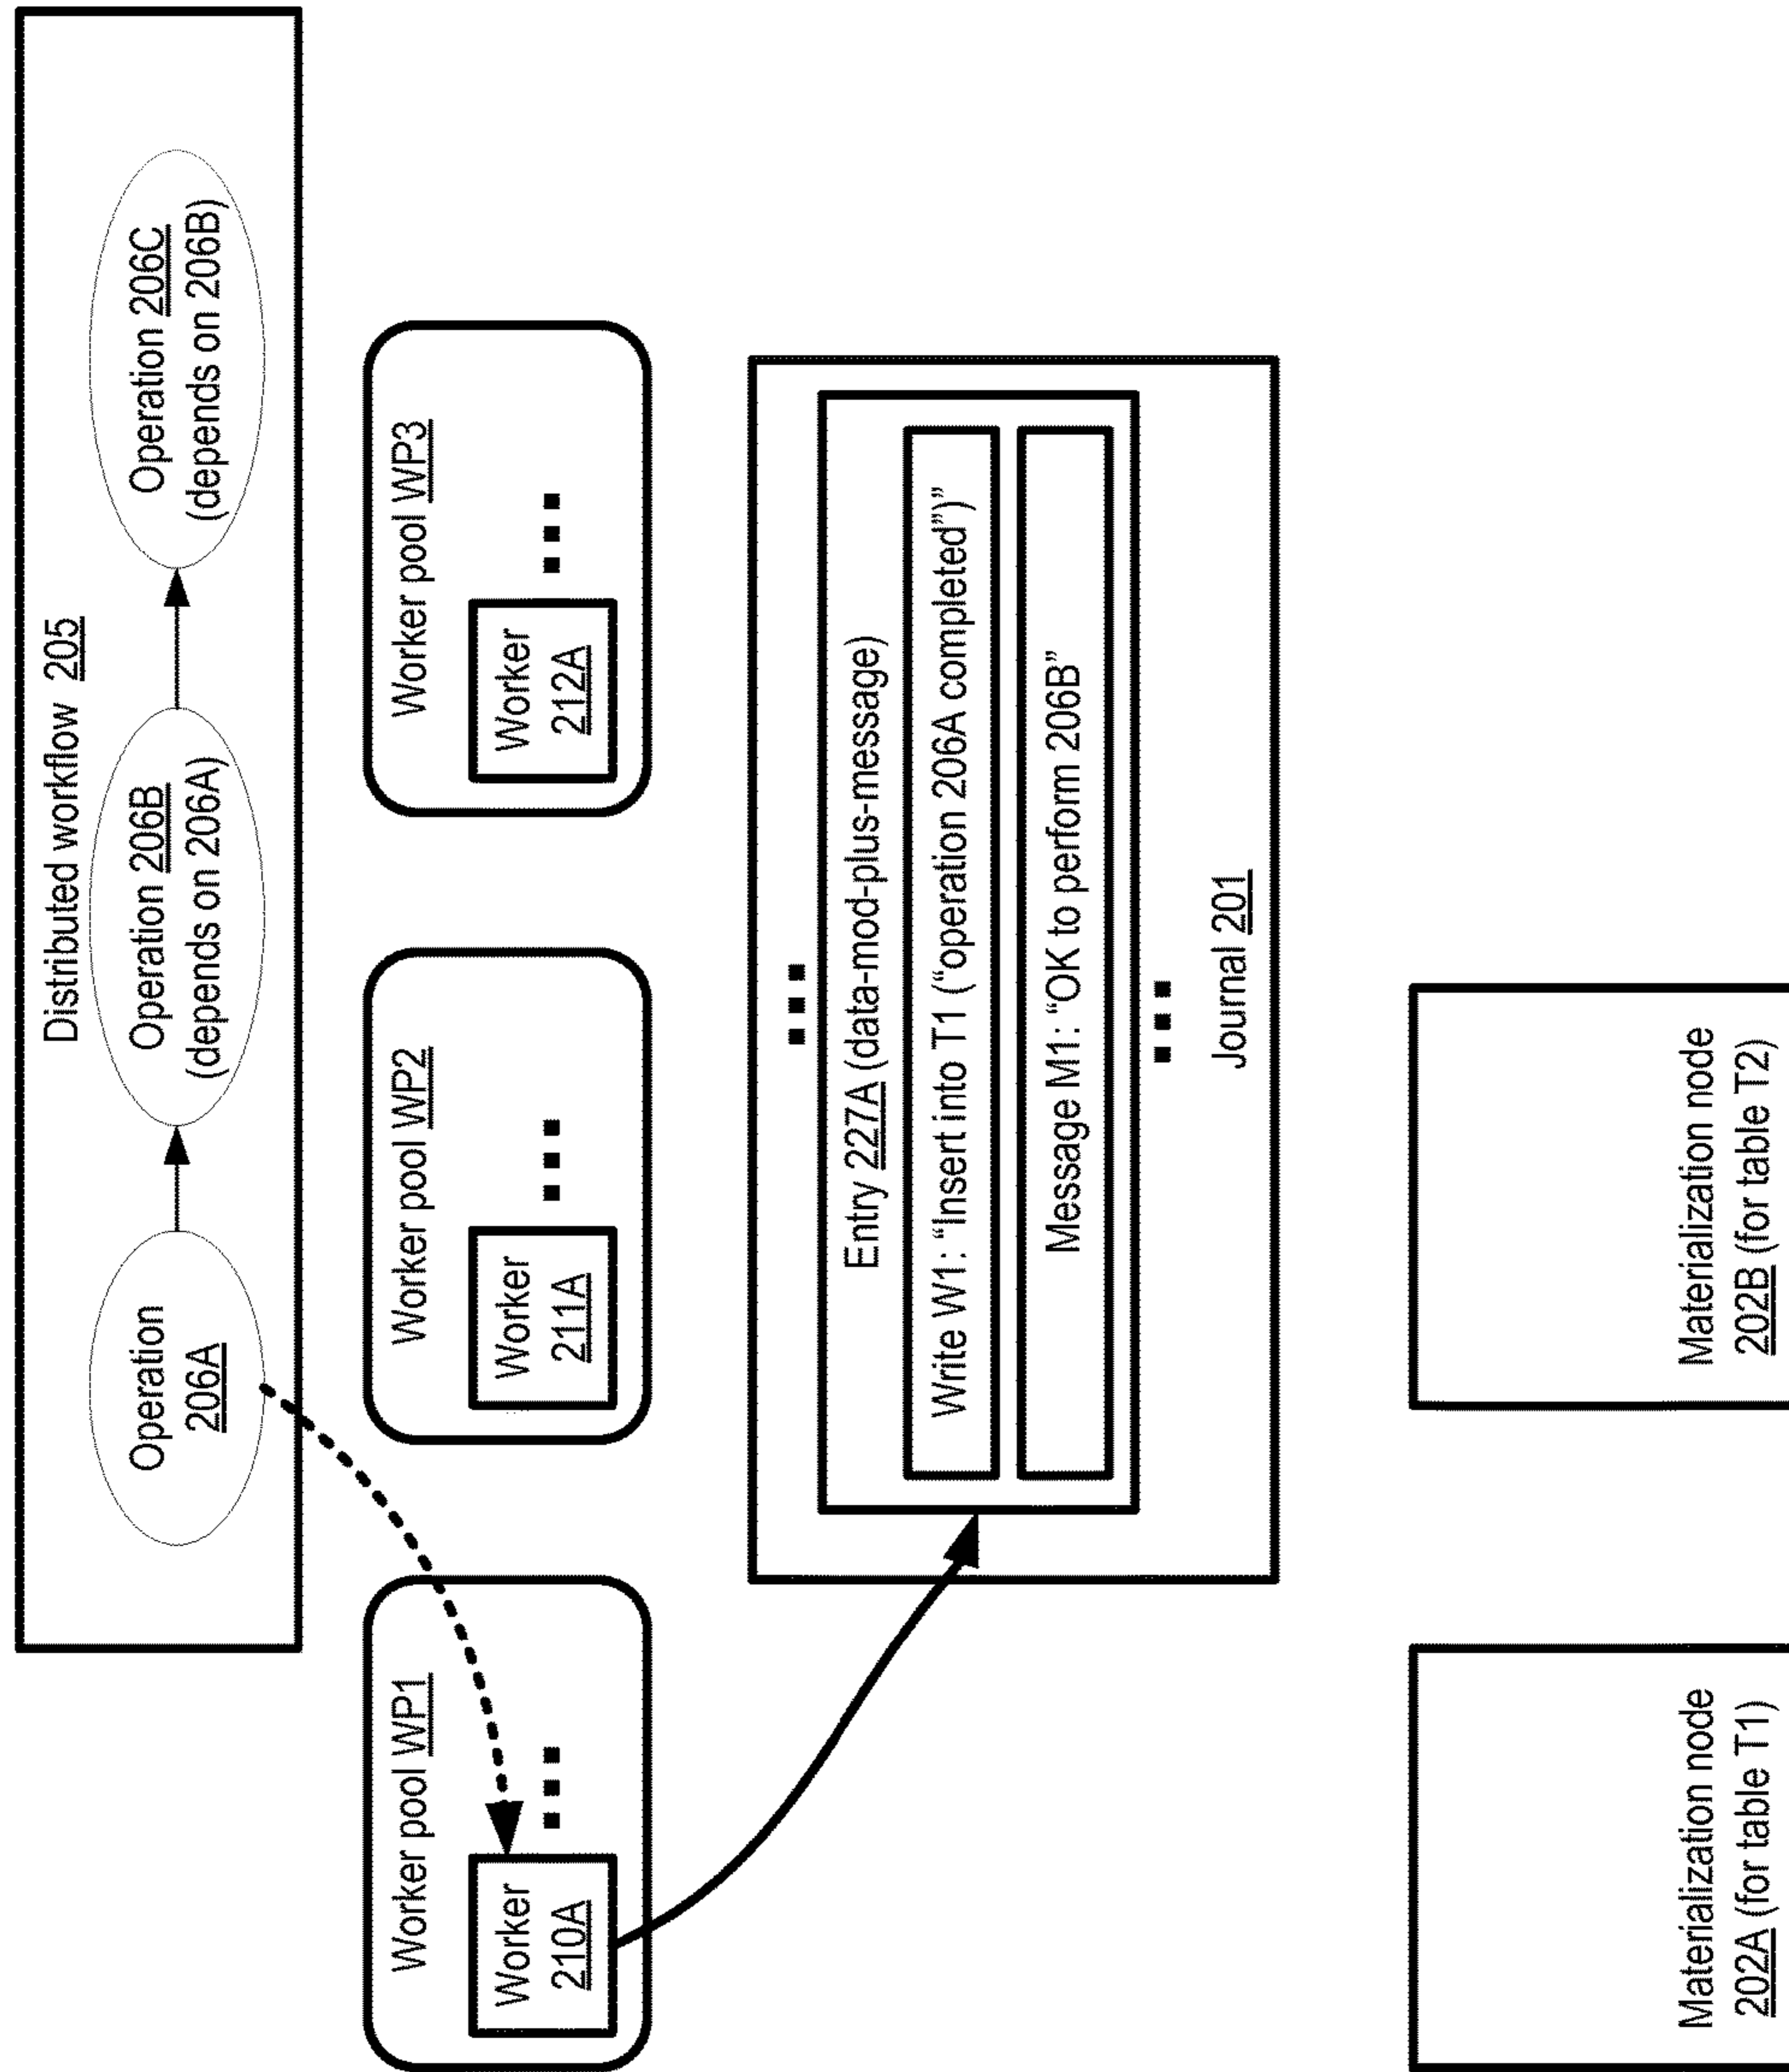 Distributed workflow 205
Operation
206A
Operation 206B
(depends on 206A)
Operation 206C
(depends on 206B)
Worker pool WP1
Worker
210A
Worker pool WP2
Worker
211A
Worker pool WP3
Worker
212A
Entry 227A (data-mod-plus-message)
Write W1: “Insert into T1 (“operation 206A completed”)”
Message M1: “OK to perform 206B”
Journal 201
Materialization node
202A (for table T1)
Materialization node
202B (for table T2)